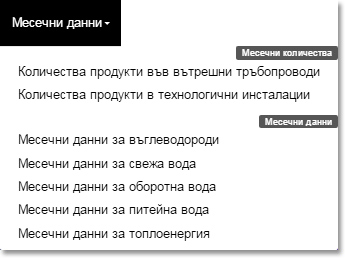 Месечни данни
Месечни количества
Количества продукти във вътрешни тръбопроводи
Количества продукти в технологични инсталации
Месечни данни
Месечни данни за въглеводороди
Месечни данни за свежа вода
Месечни данни за оборотна вода
Месечни данни за питейна вода
Месечни данни за топлоенергия